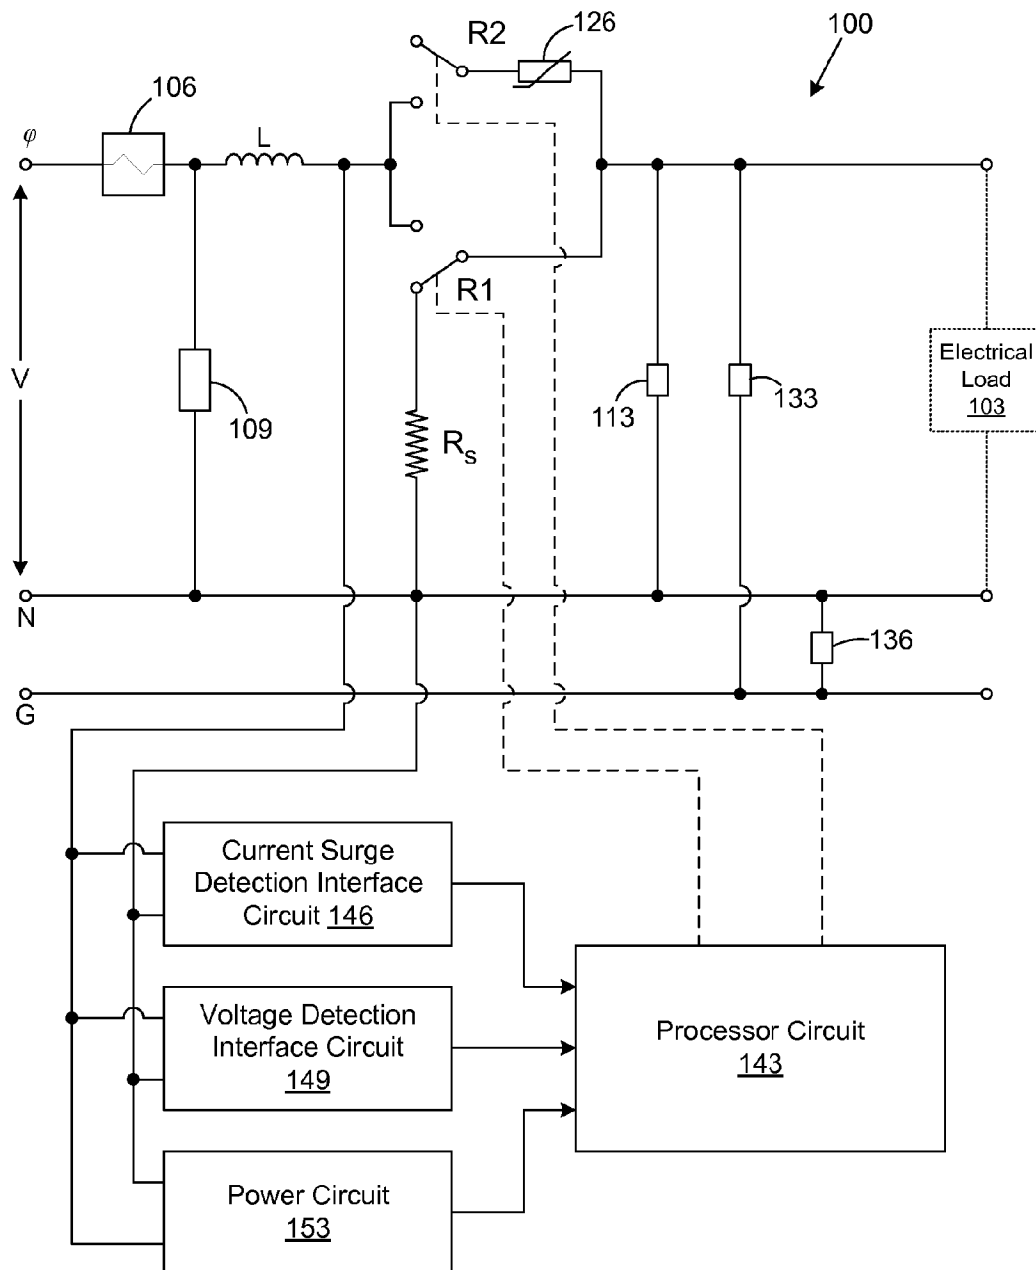 R2
126
100
106
φ
L
R1
V
109
Rs
113
133
Electrical
Load
103
N
136
G
Current Surge
Detection Interface
Circuit 146
Voltage Detection
Interface Circuit
149
Processor Circuit
143
Power Circuit
153